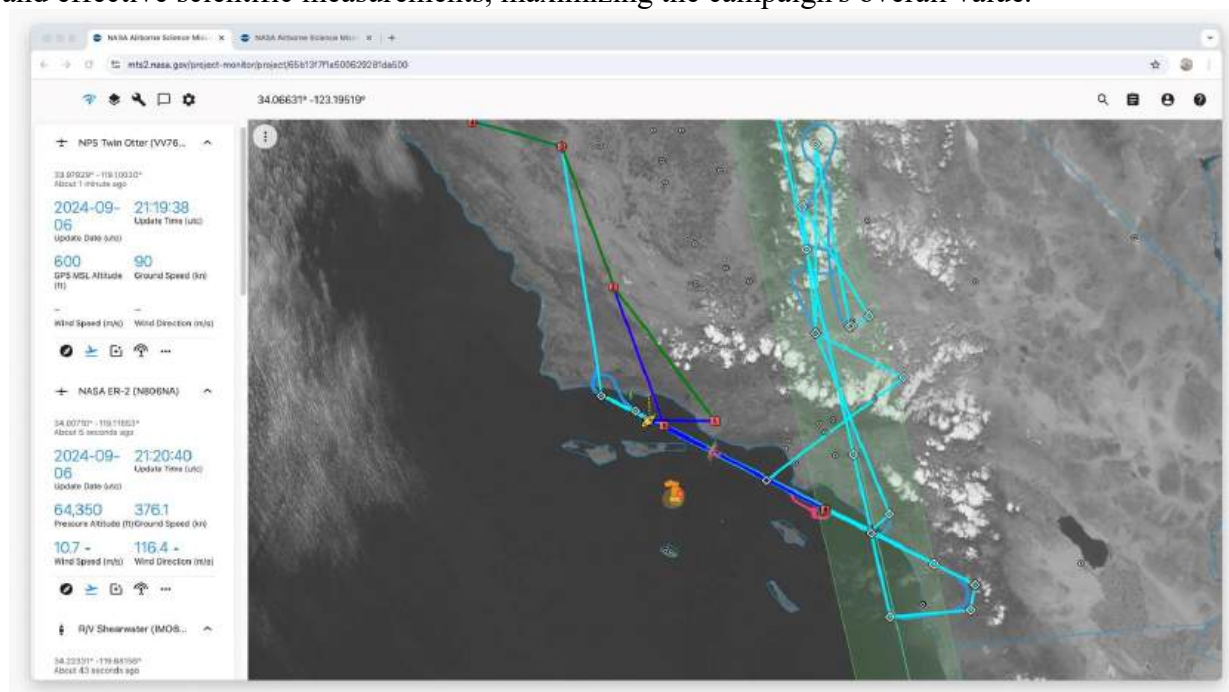 and effective scientific measurements, maximizing the campaign's overall value.
NASA Airborne Science Miss
NASA Airborne Science Miss
mts2.nasa.gov/project-monitor/project/
34.06631° -123.19519°
NPS Twin Otter (VV76...
About 1 minute ago
2024-09-06
21:19:38
Update Date (utc)
Update Time (utc)
600
90
GPS MSL Altitude (ft)
Ground Speed (kn)
–
–
Wind Speed (m/s)
Wind Direction (m/s)
NASA ER-2 (N806NA)
About 5 seconds ago
2024-09-06
21:20:40
Update Date (utc)
Update Time (utc)
64,350
376.1
Pressure Altitude (ft)
Ground Speed (kn)
10.7
116.4
Wind Speed (m/s)
Wind Direction (m/s)
R/V Shearwater (IMO8...
About 43 seconds ago